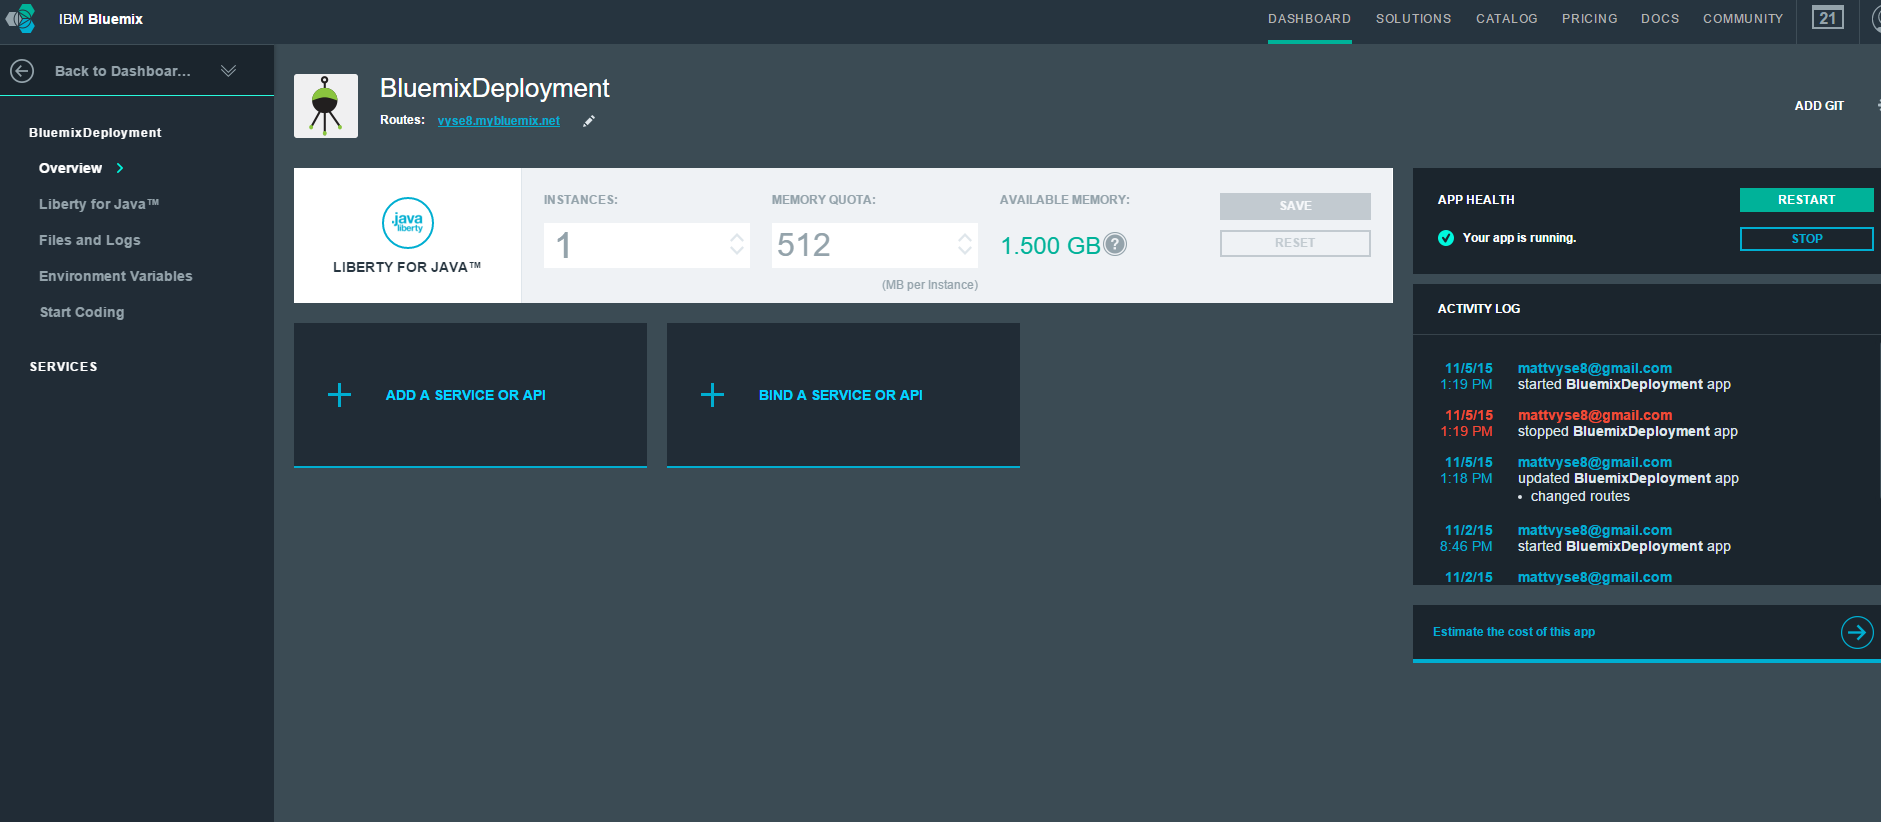 IBM Bluemix
DASHBOARD SOLUTIONS CATALOG PRICING DOCS COMMUNITY 21
Back to Dashboar...
BluemixDeployment
Overview
Liberty for Java™
Files and Logs
Environment Variables
Start Coding
SERVICES
BluemixDeployment
Routes: vyse8.mybluemix.net
ADD GIT
java
liberty
LIBERTY FOR JAVA™
INSTANCES:
1
MEMORY QUOTA:
512
(MB per Instance)
AVAILABLE MEMORY:
1.500 GB ?
SAVE
RESET
ADD A SERVICE OR API
BIND A SERVICE OR API
APP HEALTH
RESTART
Your app is running.
STOP
ACTIVITY LOG
11/5/15 mattvyse8@gmail.com
1:19 PM started BluemixDeployment app
11/5/15 mattvyse8@gmail.com
1:19 PM stopped BluemixDeployment app
11/5/15 mattvyse8@gmail.com
1:18 PM updated BluemixDeployment app
• changed routes
11/2/15 mattvyse8@gmail.com
8:46 PM started BluemixDeployment app
11/2/15 mattvyse8@gmail.com
Estimate the cost of this app